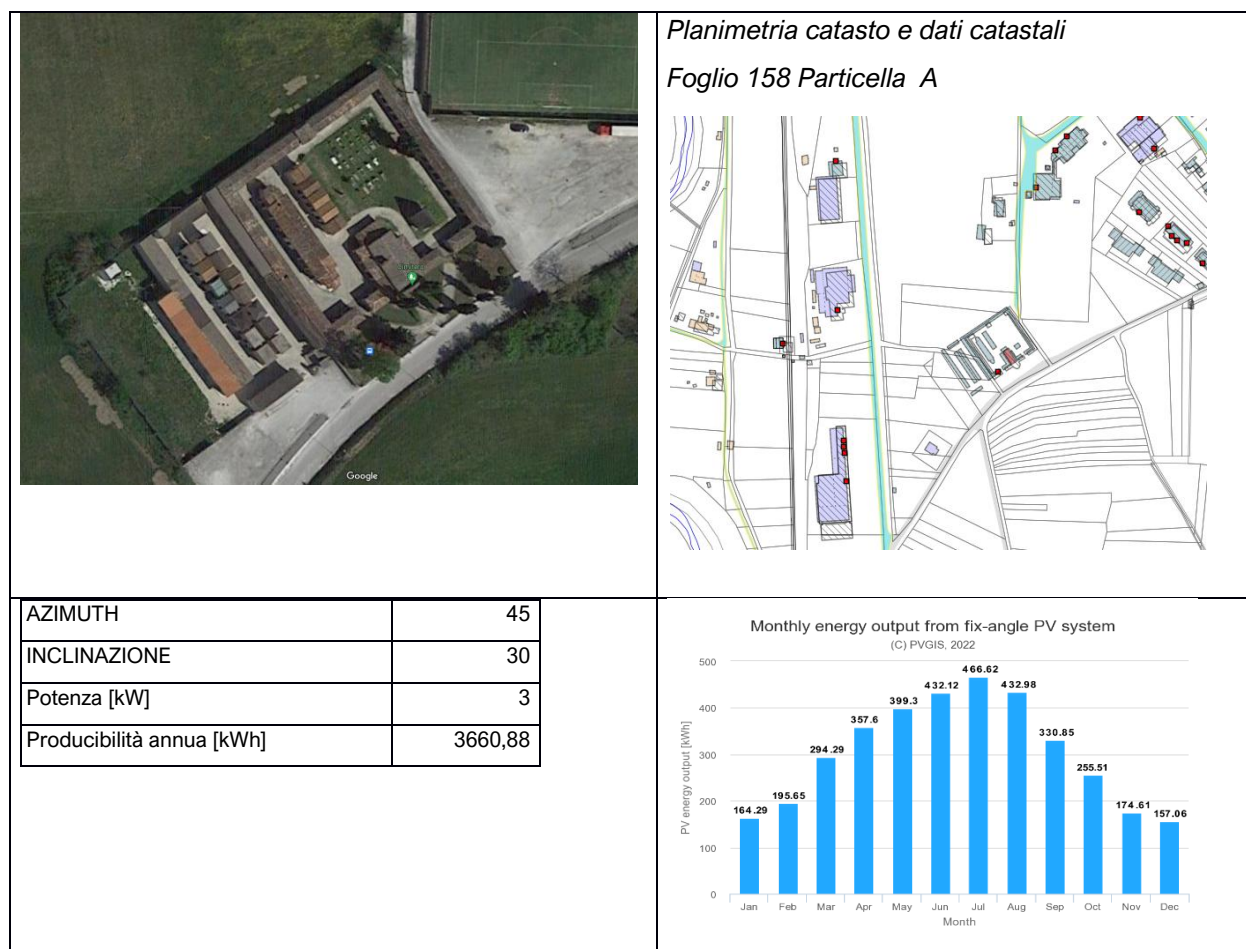 Google
Planimetria catasto e dati catastali
Foglio 158 Particella A
AZIMUTH 45
INCLINAZIONE 30
Potenza [kW] 3
Producibilità annua [kWh] 3660,88
Monthly energy output from fix-angle PV system
(C) PVGIS, 2022
PV energy output [kWh]
500
400
300
200
100
0
164.29
195.65
294.29
357.6
399.3
432.12
466.62
432.98
330.85
255.51
174.61
157.06
Jan Feb Mar Apr May Jun Jul Aug Sep Oct Nov Dec
Month